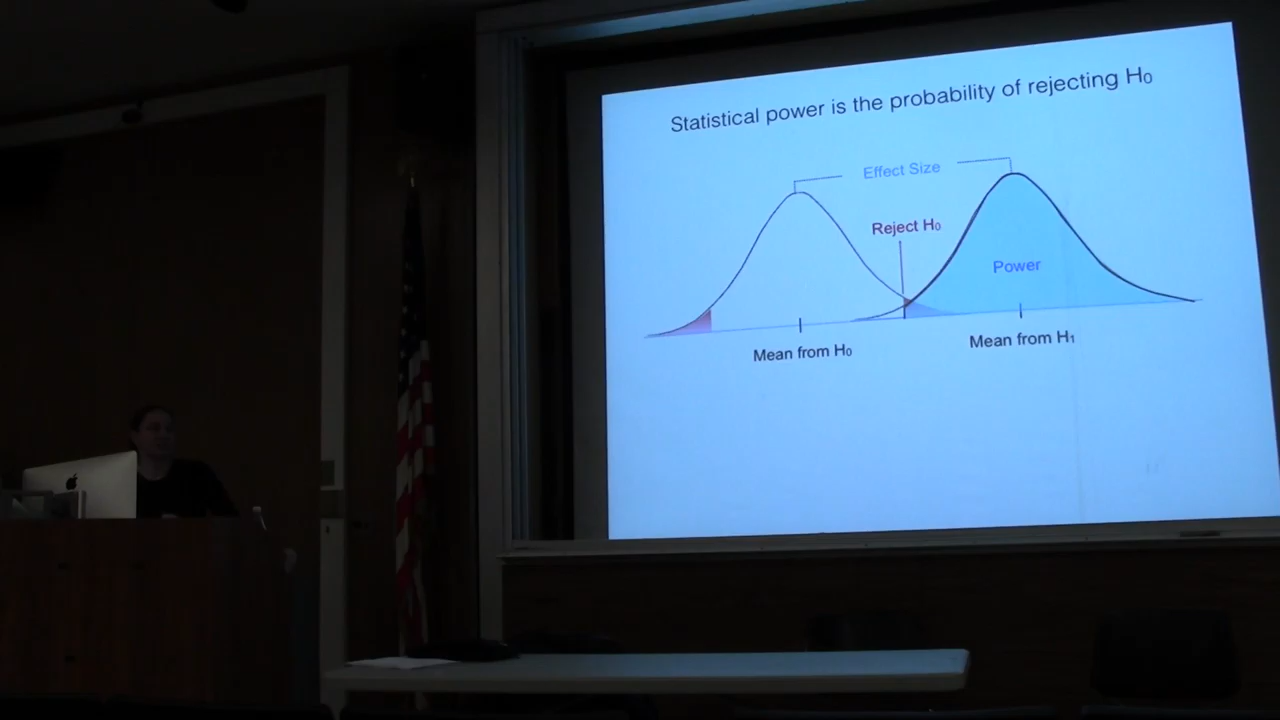 Statistical power is the probability of rejecting H₀
Effect Size
Reject H₀
Power
Mean from H₀
Mean from H₁